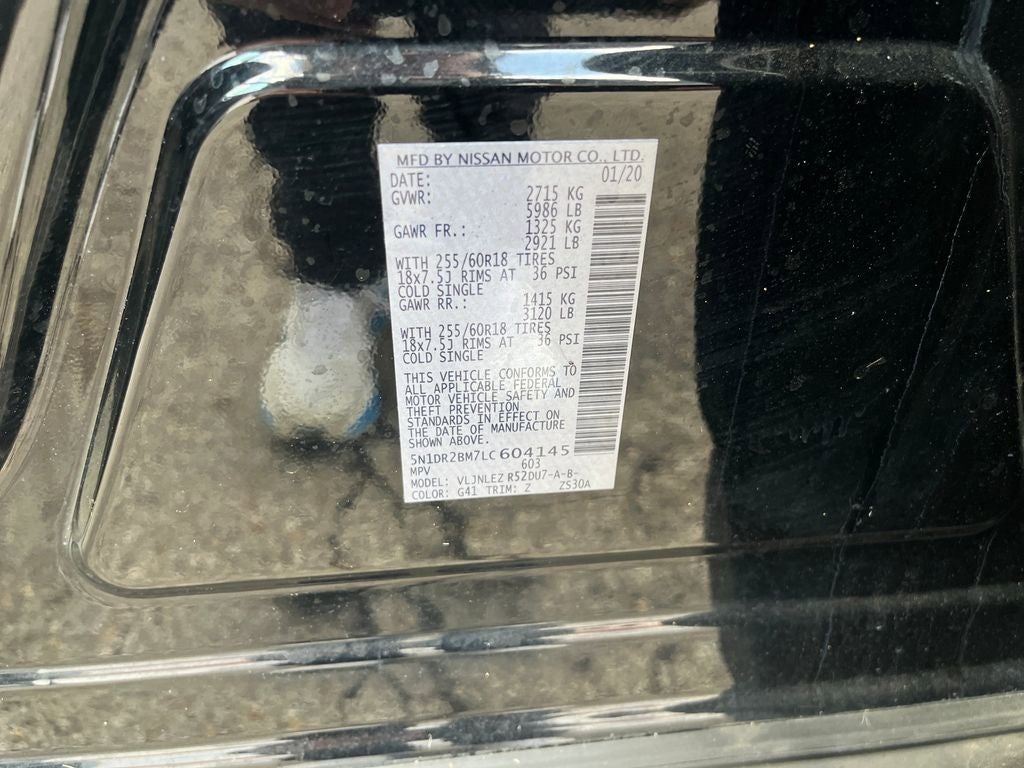 MFD BY NISSAN MOTOR CO., LTD.
DATE: 01/20
GVWR: 2715 KG
5986 LB
GAWR FR.: 1325 KG
2921 LB
WITH 255/60R18 TIRES
18x7.5J RIMS AT 36 PSI
COLD SINGLE
GAWR RR.: 1415 KG
3120 LB
WITH 255/60R18 TIRES
18x7.5J RIMS AT 36 PSI
COLD SINGLE
THIS VEHICLE CONFORMS TO
ALL APPLICABLE FEDERAL
MOTOR VEHICLE SAFETY AND
THEFT PREVENTION
STANDARDS IN EFFECT ON
THE DATE OF MANUFACTURE
SHOWN ABOVE.
5N1DR2BM7LC604145
MPV 603
MODEL: VLJNLEZ R52DU7-A-B-
COLOR: G41 TRIM: Z ZS30A